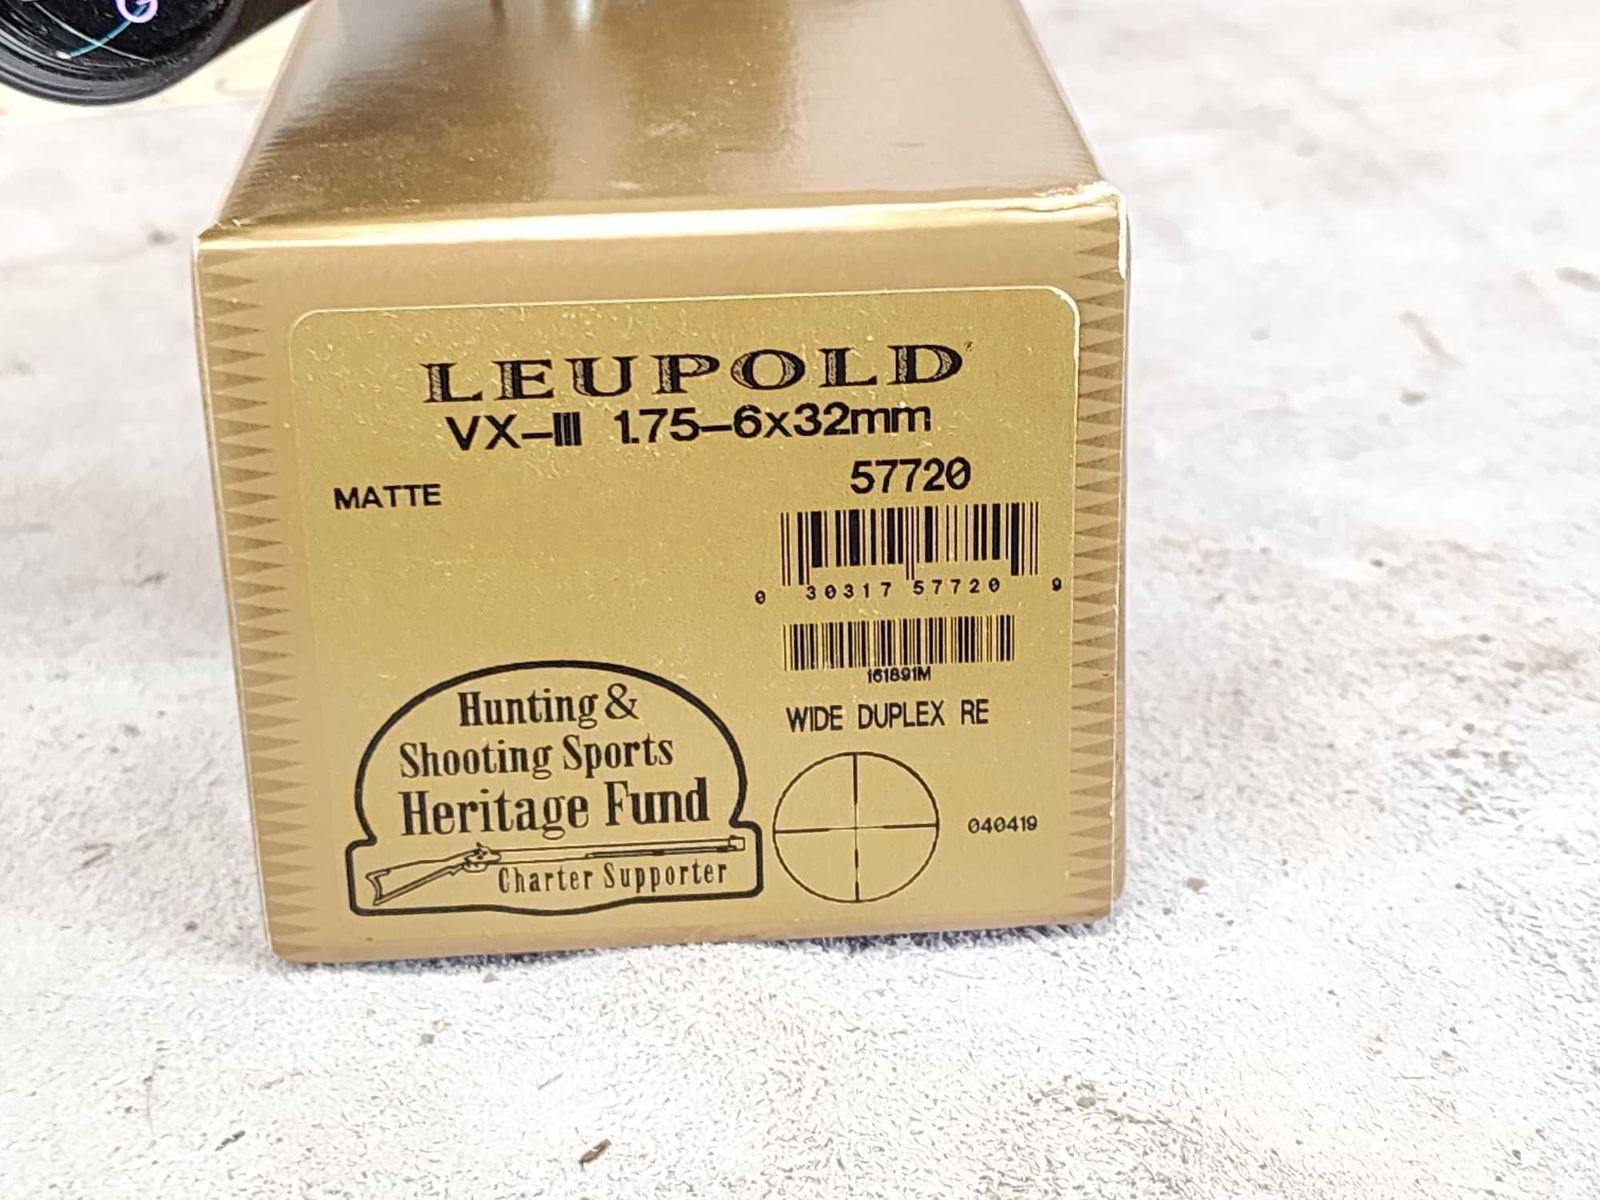 LEUPOLD
VX-III 1.75-6x32mm
57720
MATTE
0 30317 57720 9
161891M
WIDE DUPLEX RE
040419
Hunting &
Shooting Sports
Heritage Fund
Charter Supporter